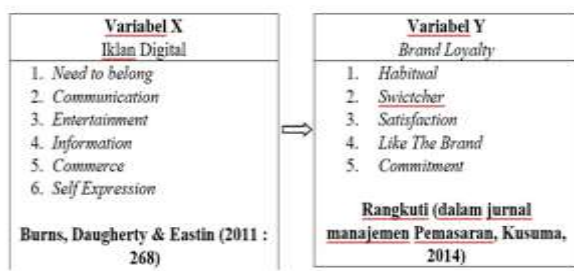 Variabel X
Iklan Digital
1. Need to belong
2. Communication
3. Entertainment
4. Information
5. Commerce
6. Self Expression
Burns, Daugherty & Eastin (2011 :
268)
Variabel Y
Brand Loyalty
1. Habitual
2. Swictcher
3. Satisfaction
4. Like The Brand
5. Commitment
Rangkuti (dalam jurnal
manajemen Pemasaran, Kusuma,
2014)